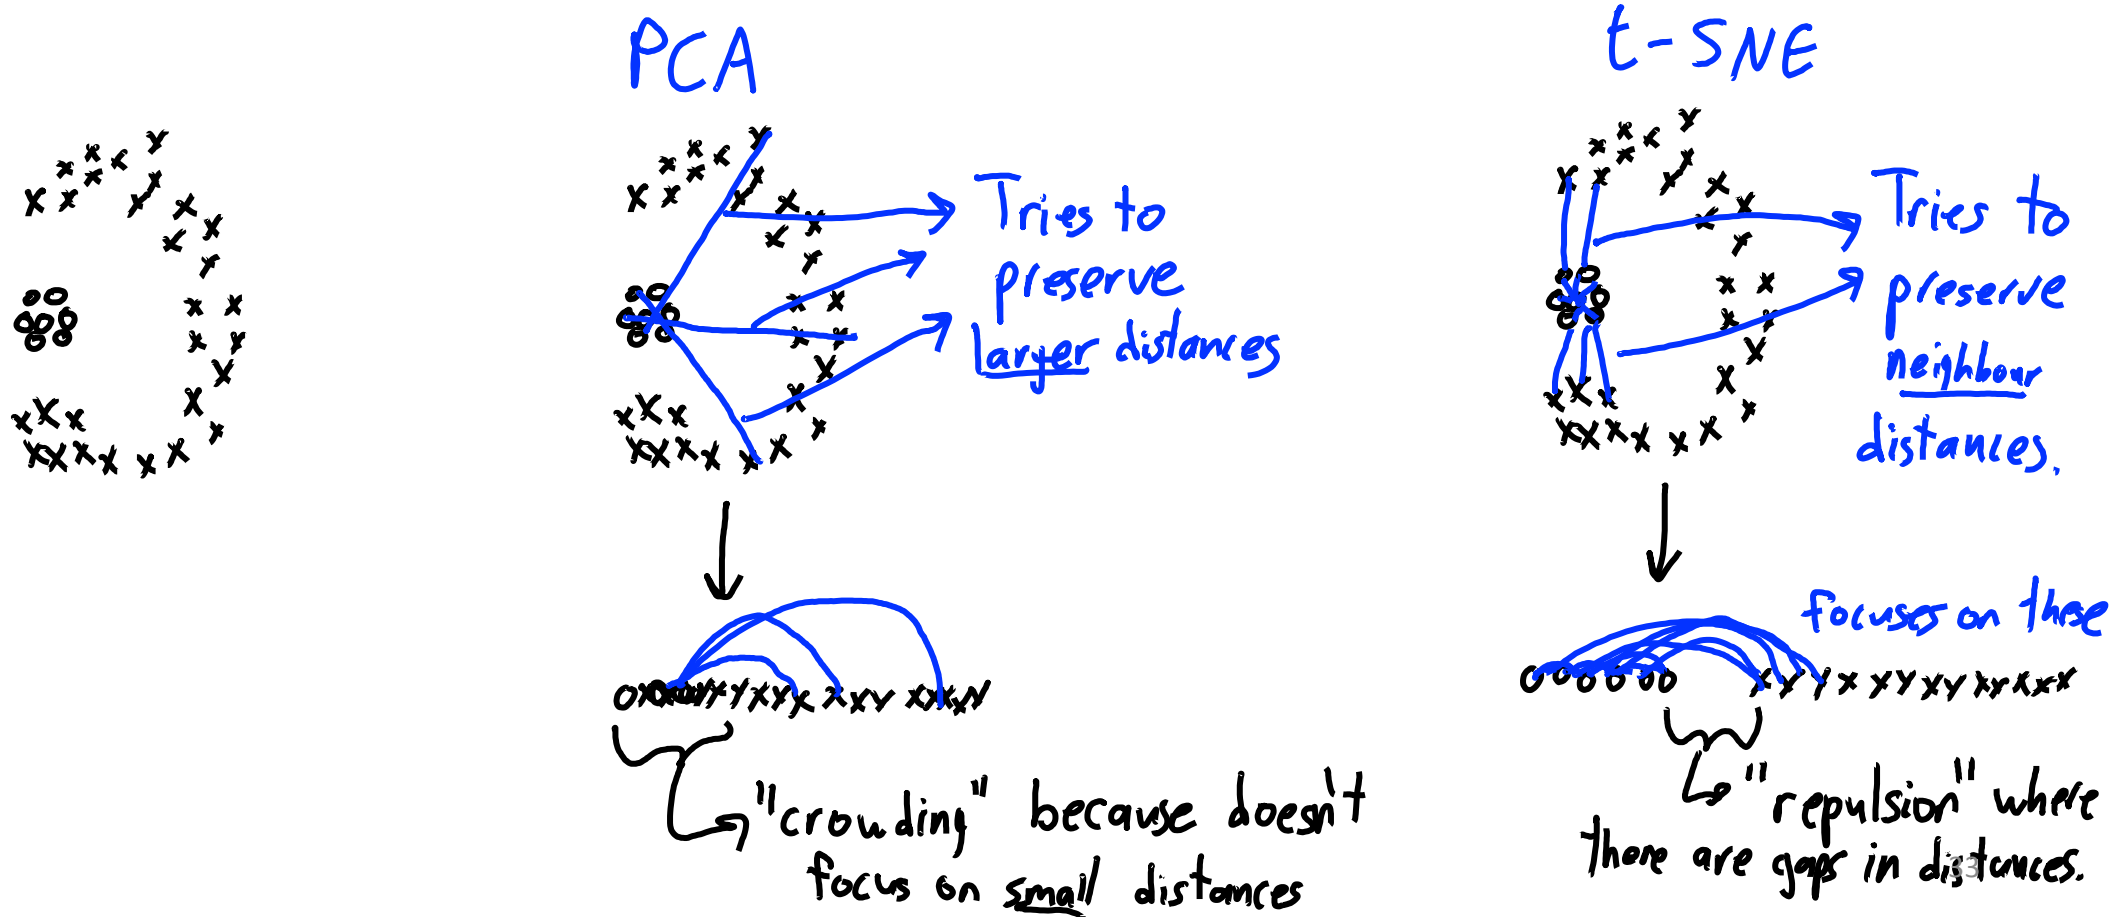 PCA
Tries to
preserve
larger distances
"crowding" because doesn't
focus on small distances
t-SNE
Tries to
preserve
neighbour
distances.
focuses on these
"repulsion" where
there are gaps in distances.
33